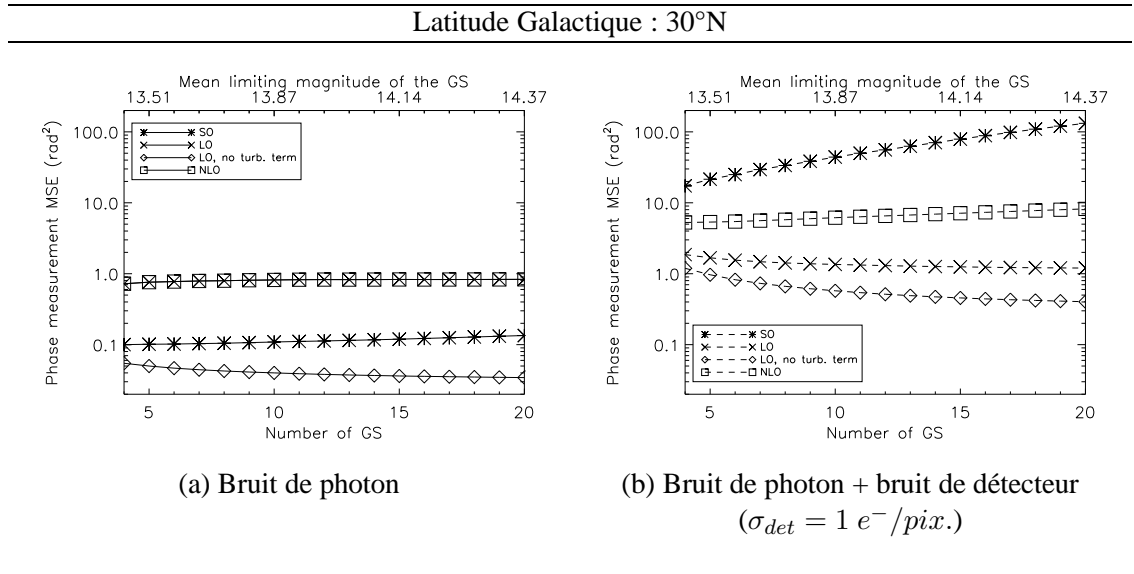 Latitude Galactique : 30°N
Mean limiting magnitude of the GS
13.51 13.87 14.14 14.37
Phase measurement MSE (rad²)
100.0
10.0
1.0
0.1
SO
LO
LO, no turb. term
NLO
5 10 15 20
Number of GS
(a) Bruit de photon
Mean limiting magnitude of the GS
13.51 13.87 14.14 14.37
Phase measurement MSE (rad²)
100.0
10.0
1.0
0.1
SO
LO
LO, no turb. term
NLO
5 10 15 20
Number of GS
(b) Bruit de photon + bruit de détecteur
(σ_det = 1 e⁻/pix.)